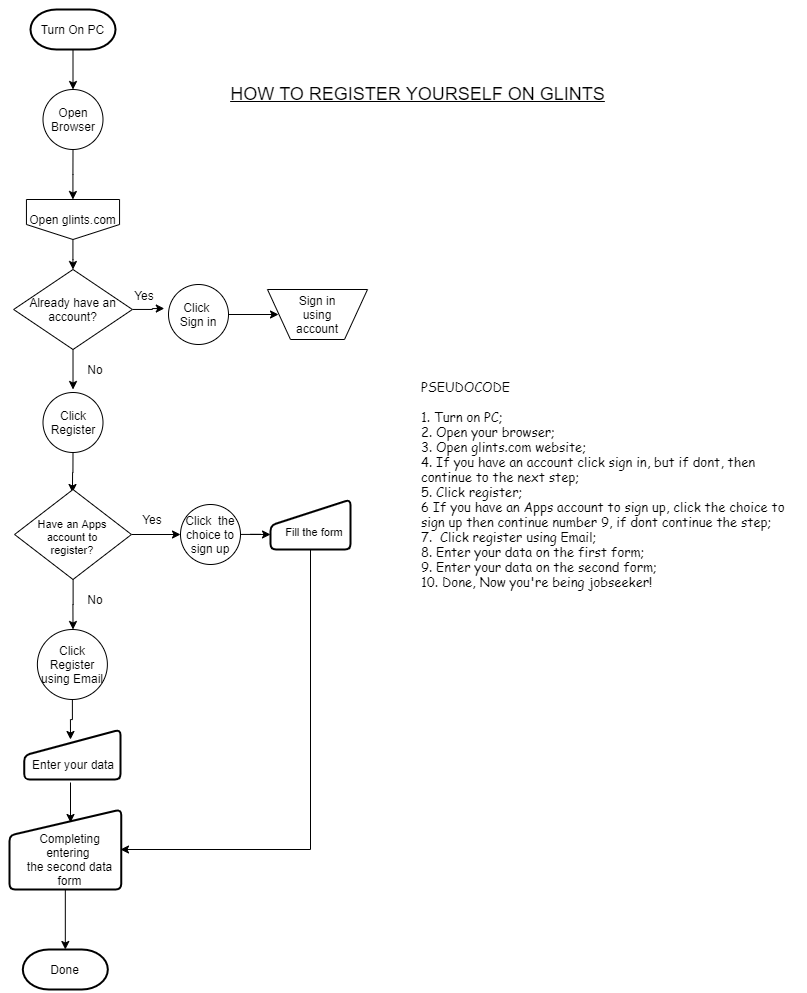 Turn On PC
HOW TO REGISTER YOURSELF ON GLINTS
Open
Browser
Open glints.com
Already have an
account?
Yes
Click
Sign in
Sign in
using
account
No
Click
Register
Have an Apps
account to
register?
Yes
Click the
choice to
sign up
Fill the form
No
Click
Register
using Email
Enter your data
Completing
entering
the second data
form
Done
PSEUDOCODE
1. Turn on PC;
2. Open your browser;
3. Open glints.com website;
4. If you have an account click sign in, but if dont, then
continue to the next step;
5. Click register;
6 If you have an Apps account to sign up, click the choice to
sign up then continue number 9, if dont continue the step;
7. Click register using Email;
8. Enter your data on the first form;
9. Enter your data on the second form;
10. Done, Now you're being jobseeker!